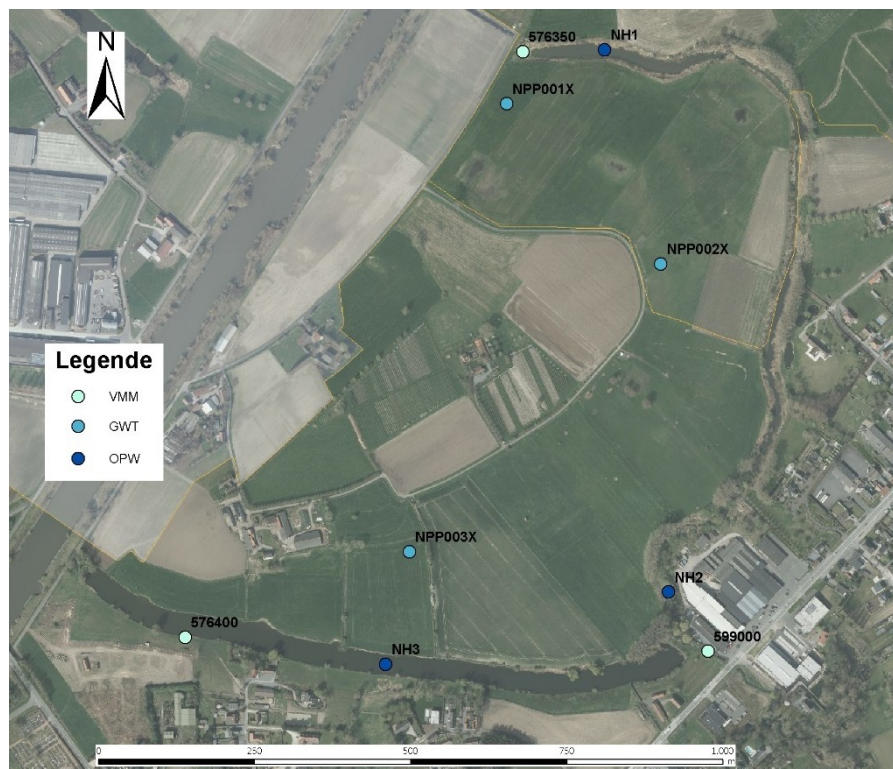 N
576350
NH1
NPP001X
NPP002X
Legende
VMM
GWT
OPW
NPP003X
NH2
576400
599000
NH3
0
250
500
750
1.000
m